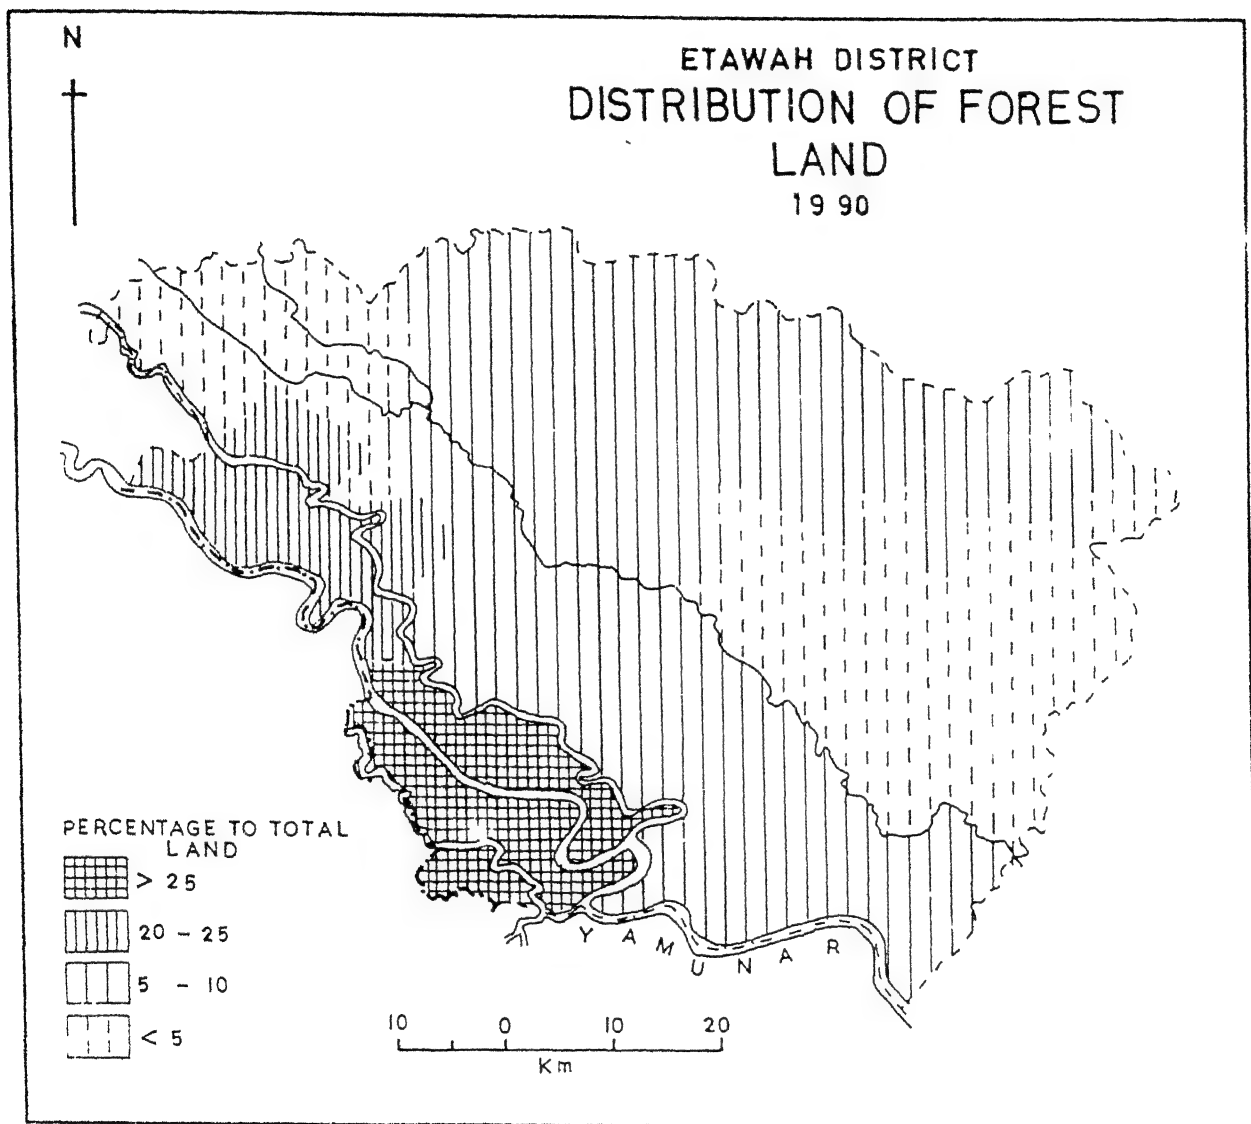 N
ETAWAH DISTRICT
DISTRIBUTION OF FOREST
LAND
1990
PERCENTAGE TO TOTAL
LAND
> 25
20 - 25
5 - 10
< 5
YAMUNA R
10 0 10 20
Km